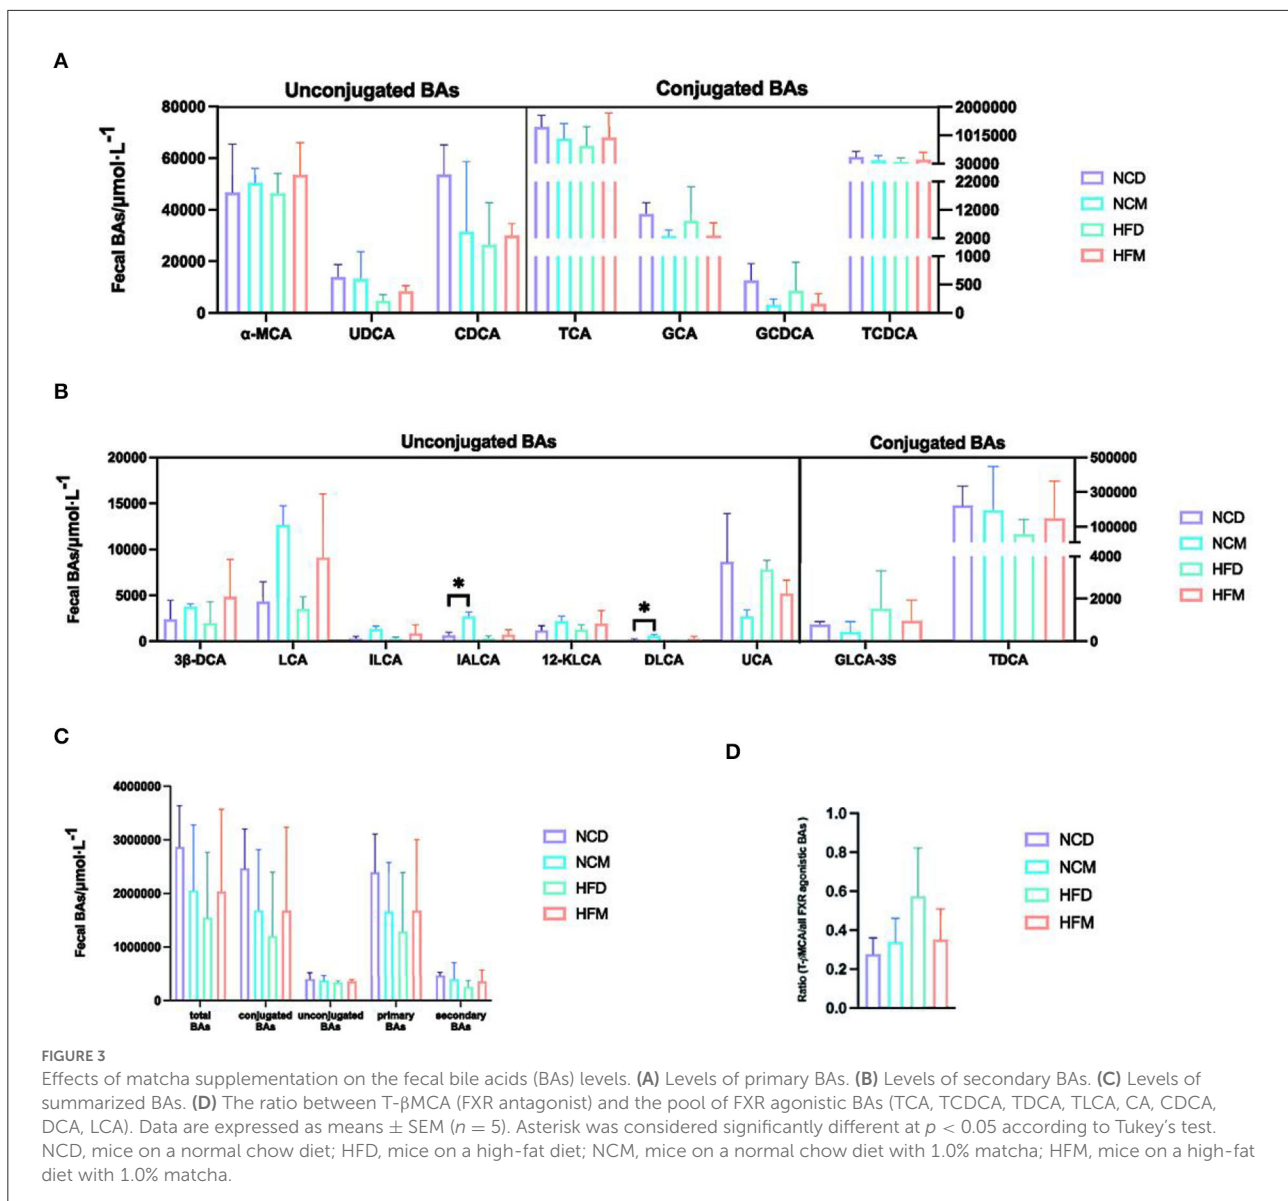 A
Unconjugated BAs
Conjugated BAs
Fecal BAs/μmol·L⁻¹
80000
60000
40000
20000
0
2000000
1015000
30000
22000
12000
2000
1000
500
0
α-MCA
UDCA
CDCA
TCA
GCA
GCDCA
TCDCA
NCD
NCM
HFD
HFM
B
Unconjugated BAs
Conjugated BAs
Fecal BAs/μmol·L⁻¹
20000
15000
10000
5000
0
500000
300000
100000
4000
2000
0
*
*
3β-DCA
LCA
ILCA
IALCA
12-KLCA
DLCA
UCA
GLCA-3S
TDCA
NCD
NCM
HFD
HFM
C
Fecal BAs/μmol·L⁻¹
4000000
3000000
2000000
1000000
0
total
BAs
conjugated
BAs
unconjugated
BAs
primary
BAs
secondary
BAs
NCD
NCM
HFD
HFM
D
Ratio (T-βMCA/all FXR agonistic BAs )
1.0
0.8
0.6
0.4
0.2
0.0
NCD
NCM
HFD
HFM
FIGURE 3
Effects of matcha supplementation on the fecal bile acids (BAs) levels. (A) Levels of primary BAs. (B) Levels of secondary BAs. (C) Levels of
summarized BAs. (D) The ratio between T-βMCA (FXR antagonist) and the pool of FXR agonistic BAs (TCA, TCDCA, TDCA, TLCA, CA, CDCA,
DCA, LCA). Data are expressed as means ± SEM (n = 5). Asterisk was considered significantly different at p < 0.05 according to Tukey's test.
NCD, mice on a normal chow diet; HFD, mice on a high-fat diet; NCM, mice on a normal chow diet with 1.0% matcha; HFM, mice on a high-fat
diet with 1.0% matcha.